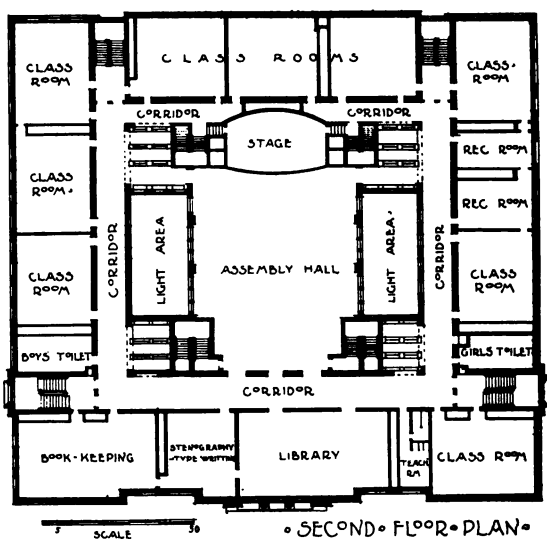 CLASS ROOMS
CLASS
ROOM
CLASS.
ROOM
CORRIDOR
CORRIDOR
STAGE
REC ROOM
CLASS
ROOM.
REC ROOM
CORRIDOR
LIGHT AREA
ASSEMBLY HALL
LIGHT AREA.
CORRIDOR
CLASS
ROOM
CLASS
ROOM
BOYS TOILET
GIRLS TOILET
CORRIDOR
BOOK-KEEPING
STENOGRAPHY
-TYPE WRITING
LIBRARY
TEACH
RM
CLASS ROOM
5 50
SCALE
•SECOND•FLOOR•PLAN•